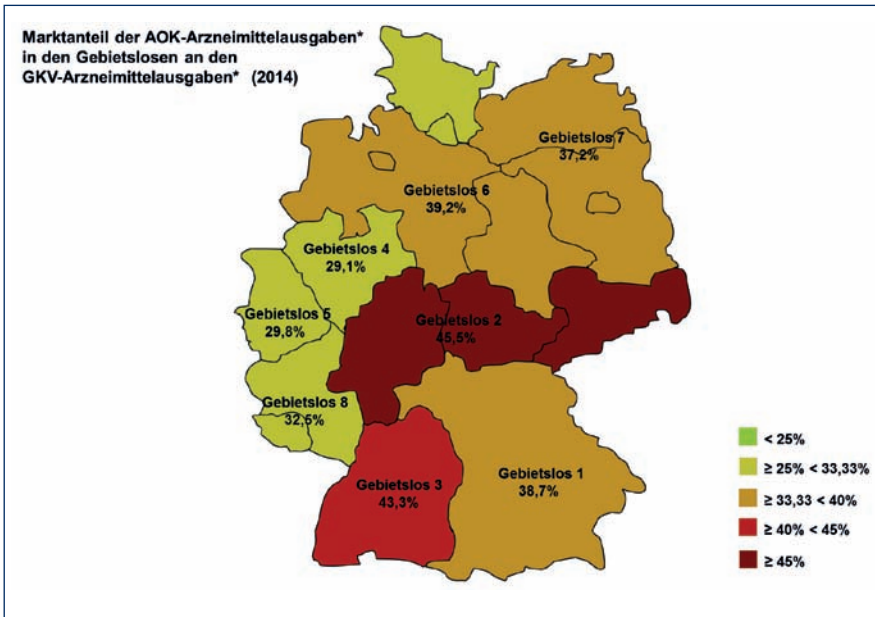 Marktanteil der AOK-Arzneimittelausgaben*
in den Gebietslosen an den
GKV-Arzneimittelausgaben* (2014)
Gebietslos 7
37,2%
Gebietslos 6
39,2%
Gebietslos 4
29,1%
Gebietslos 5
29,8%
Gebietslos 2
45,5%
Gebietslos 8
32,5%
Gebietslos 3
43,3%
Gebietslos 1
38,7%
< 25%
≥ 25% < 33,33%
≥ 33,33 < 40%
≥ 40% < 45%
≥ 45%